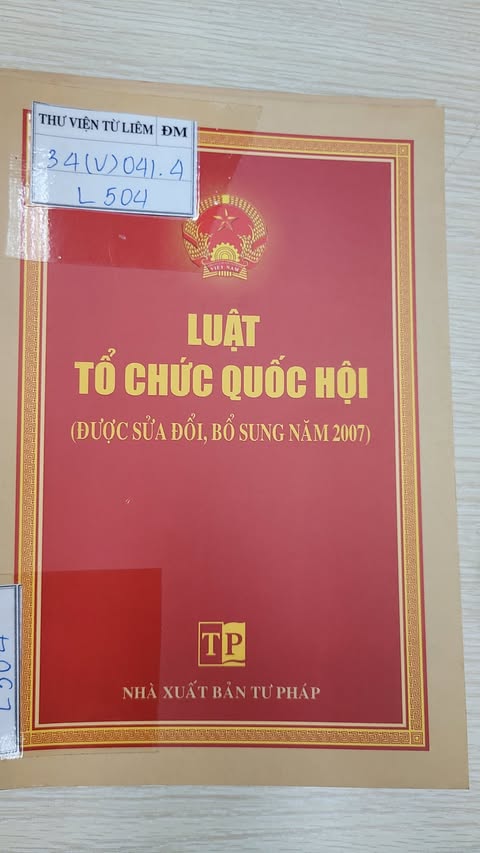 THƯ VIỆN TỪ LIÊM ĐM
34(V)041.4
L504
VIỆT NAM
LUẬT
TỔ CHỨC QUỐC HỘI
(ĐƯỢC SỬA ĐỔI, BỔ SUNG NĂM 2007)
L504
TP
NHÀ XUẤT BẢN TƯ PHÁP